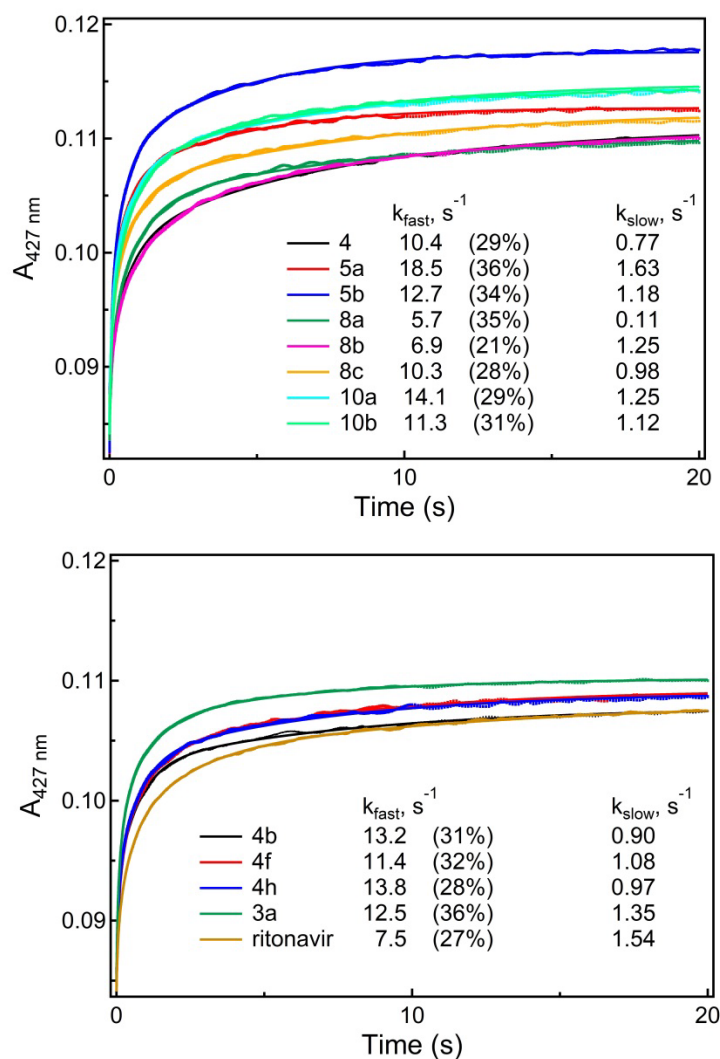 0.12
0.11
0.10
0.09
A427 nm
kfast, s-1 kslow, s-1
4 10.4 (29%) 0.77
5a 18.5 (36%) 1.63
5b 12.7 (34%) 1.18
8a 5.7 (35%) 0.11
8b 6.9 (21%) 1.25
8c 10.3 (28%) 0.98
10a 14.1 (29%) 1.25
10b 11.3 (31%) 1.12
0 10 20
Time (s)
0.12
0.11
0.10
0.09
A427 nm
kfast, s-1 kslow, s-1
4b 13.2 (31%) 0.90
4f 11.4 (32%) 1.08
4h 13.8 (28%) 0.97
3a 12.5 (36%) 1.35
ritonavir 7.5 (27%) 1.54
0 10 20
Time (s)